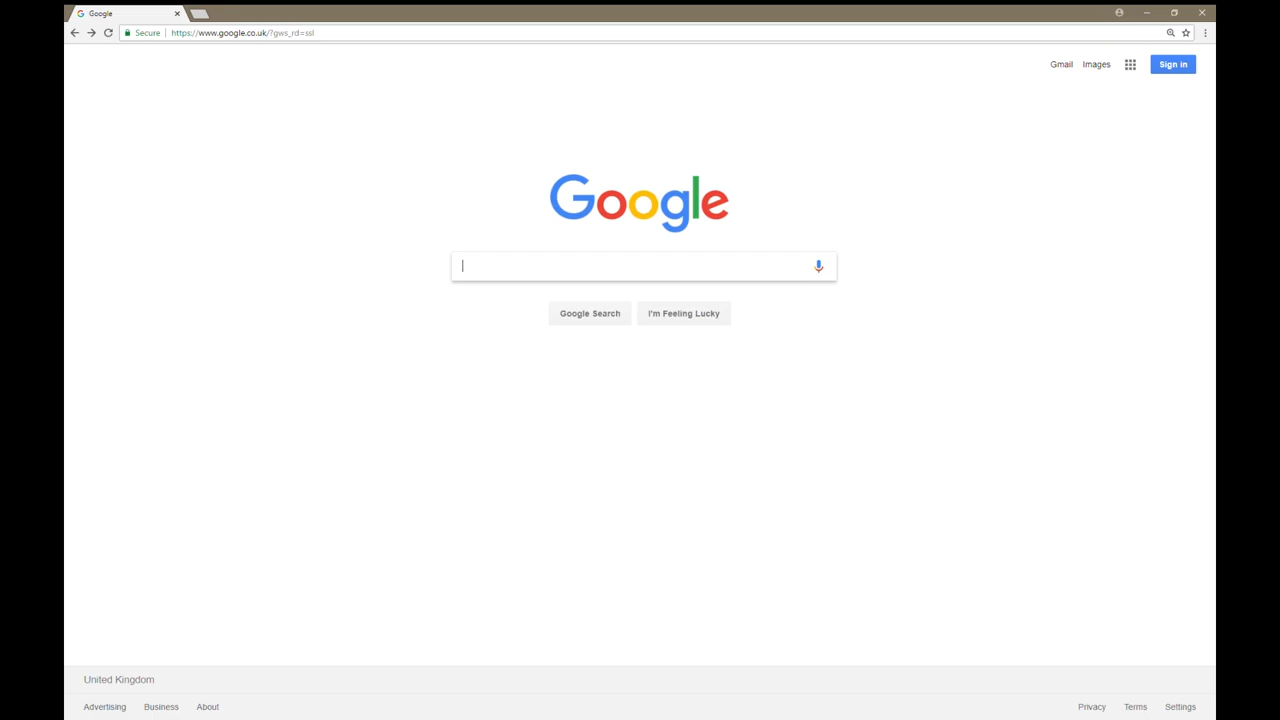 Google
Secure https://www.google.co.uk/?gws_rd=ssl
Gmail Images Sign in
Google
Google Search I'm Feeling Lucky
United Kingdom
Advertising Business About Privacy Terms Settings